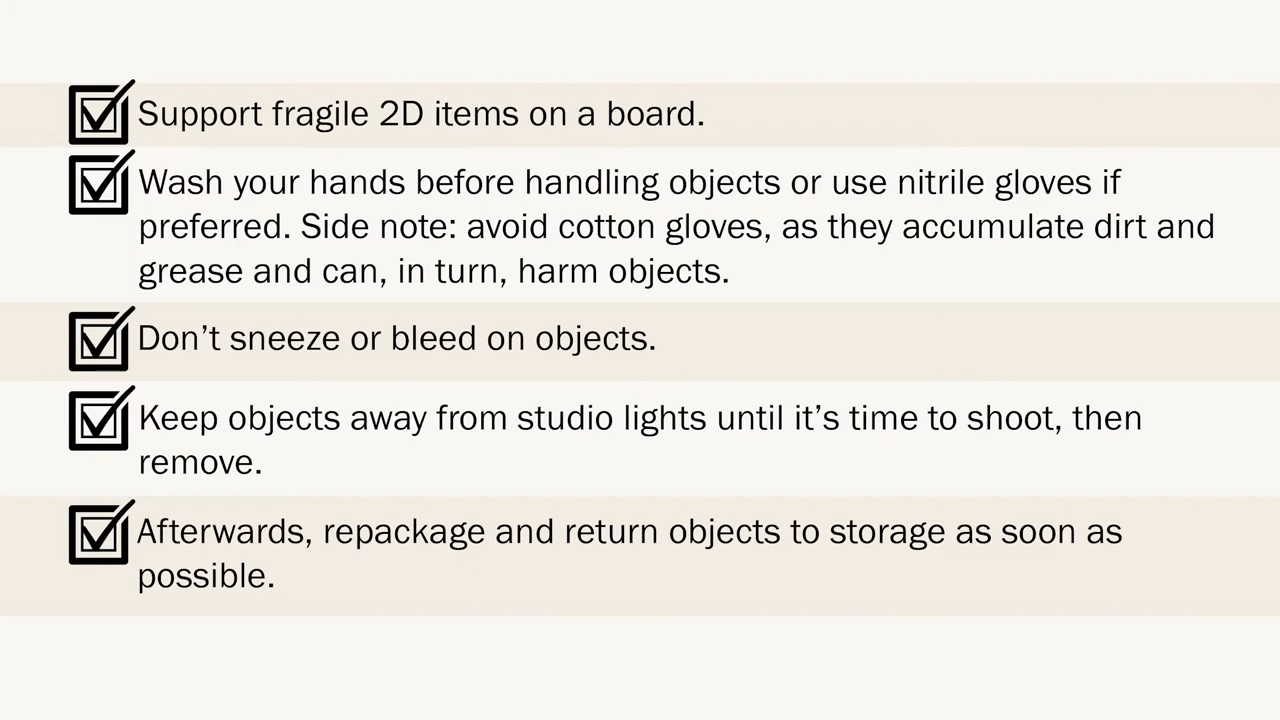 Support fragile 2D items on a board.
Wash your hands before handling objects or use nitrile gloves if
preferred. Side note: avoid cotton gloves, as they accumulate dirt and
grease and can, in turn, harm objects.
Don’t sneeze or bleed on objects.
Keep objects away from studio lights until it’s time to shoot, then
remove.
Afterwards, repackage and return objects to storage as soon as
possible.